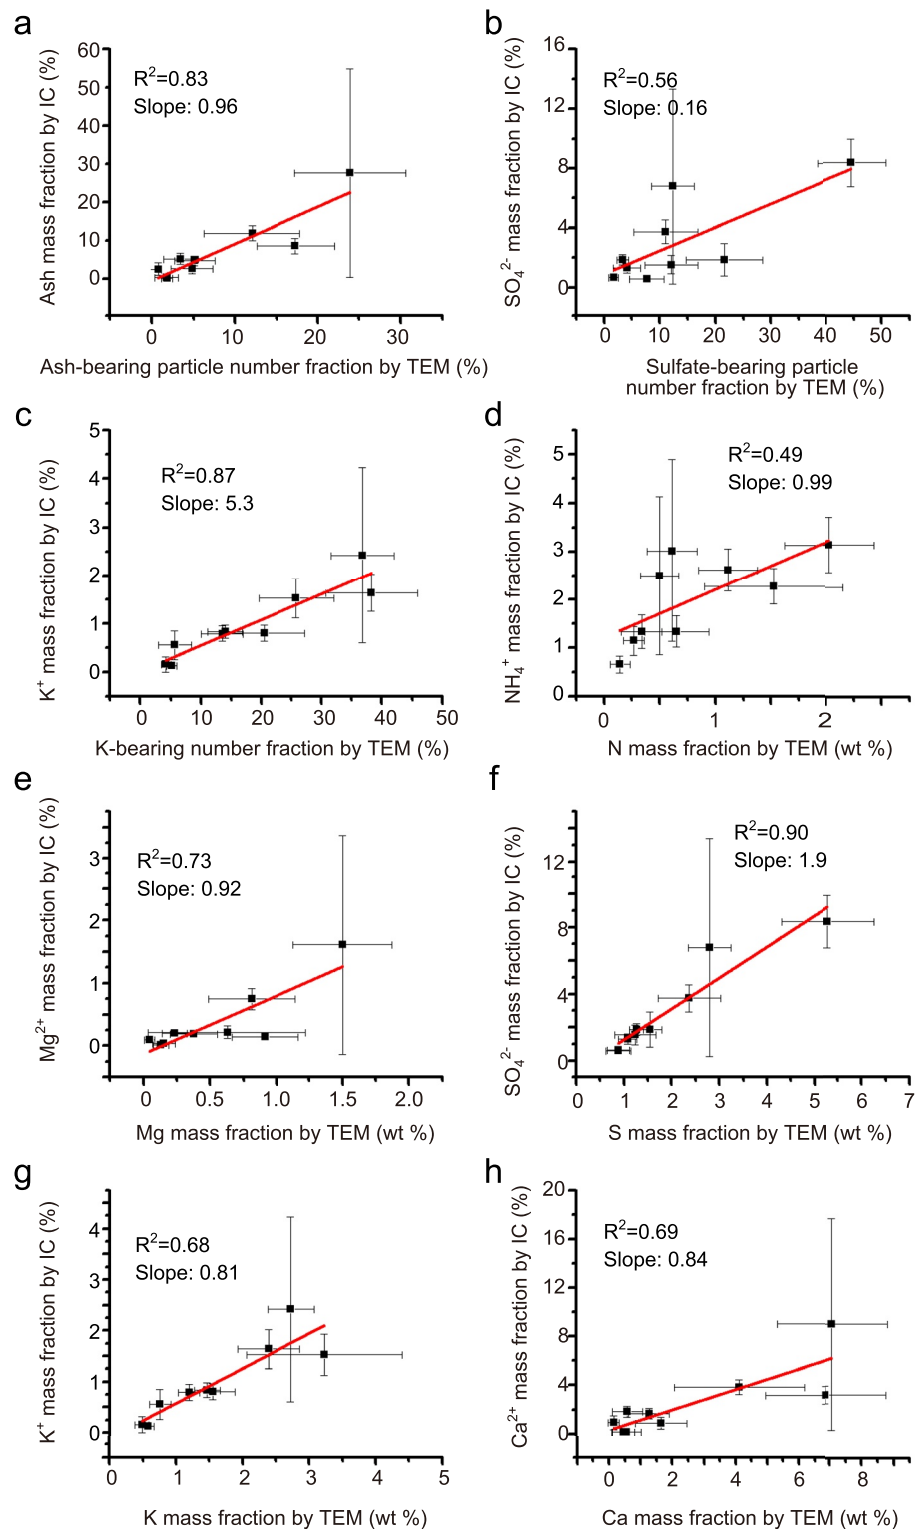 a
Ash mass fraction by IC (%)
60
50
40
30
20
10
0
R²=0.83
Slope: 0.96
0 10 20 30
Ash-bearing particle number fraction by TEM (%)
b
SO₄²⁻ mass fraction by IC (%)
16
12
8
4
0
R²=0.56
Slope: 0.16
0 10 20 30 40 50
Sulfate-bearing particle
number fraction by TEM (%)
c
K⁺ mass fraction by IC (%)
5
4
3
2
1
0
R²=0.87
Slope: 5.3
0 10 20 30 40 50
K-bearing number fraction by TEM (%)
d
NH₄⁺ mass fraction by IC (%)
5
4
3
2
1
0
R²=0.49
Slope: 0.99
0 1 2
N mass fraction by TEM (wt %)
e
Mg²⁺ mass fraction by IC (%)
3
2
1
0
R²=0.73
Slope: 0.92
0 0.5 1.0 1.5 2.0
Mg mass fraction by TEM (wt %)
f
SO₄²⁻ mass fraction by IC (%)
12
8
4
0
R²=0.90
Slope: 1.9
0 1 2 3 4 5 6 7
S mass fraction by TEM (wt %)
g
K⁺ mass fraction by IC (%)
4
3
2
1
0
R²=0.68
Slope: 0.81
0 1 2 3 4 5
K mass fraction by TEM (wt %)
h
Ca²⁺ mass fraction by IC (%)
20
16
12
8
4
0
R²=0.69
Slope: 0.84
0 2 4 6 8
Ca mass fraction by TEM (wt %)